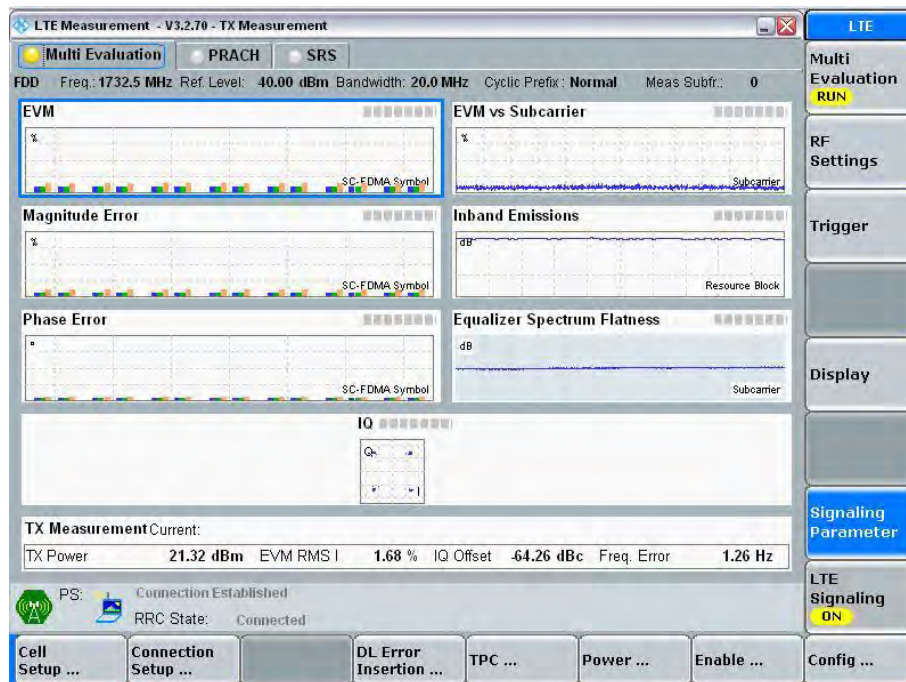 LTE Measurement - V3.2.70 - TX Measurement
LTE
Multi Evaluation PRACH SRS
FDD Freq.: 1732.5 MHz Ref. Level: 40.00 dBm Bandwidth: 20.0 MHz Cyclic Prefix: Normal Meas Subfr.: 0
Multi
Evaluation
RUN
EVM
%
SC-FDMA Symbol
EVM vs Subcarrier
%
Subcarrier
RF
Settings
Magnitude Error
%
SC-FDMA Symbol
Inband Emissions
dB
Resource Block
Trigger
Phase Error
°
SC-FDMA Symbol
Equalizer Spectrum Flatness
dB
Subcarrier
Display
IQ
Q
I
TX Measurement Current:
TX Power 21.32 dBm EVM RMS I 1.68 % IQ Offset -64.26 dBc Freq. Error 1.26 Hz
Signaling
Parameter
PS: Connection Established
RRC State: Connected
LTE
Signaling
ON
Cell
Setup ...
Connection
Setup ...
DL Error
Insertion ...
TPC ...
Power ...
Enable ...
Config ...